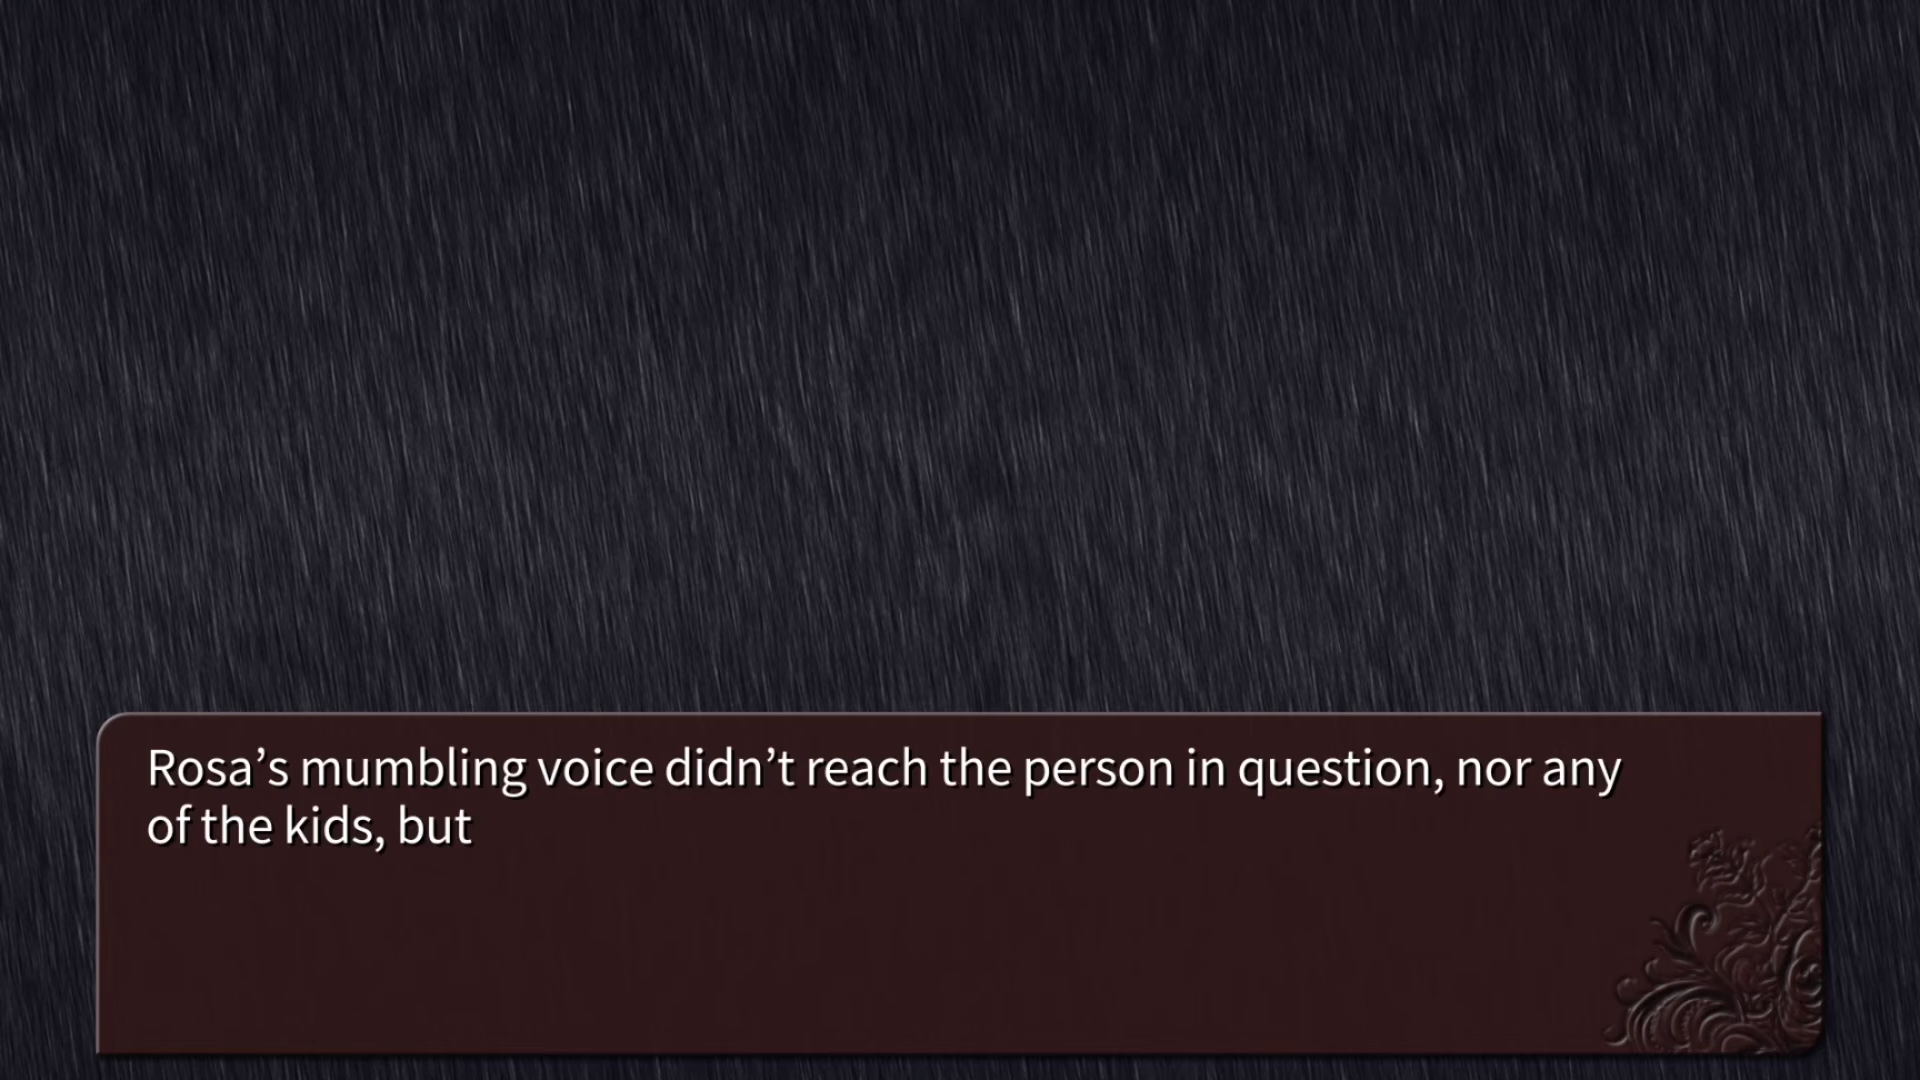 Rosa’s mumbling voice didn’t reach the person in question, nor any
of the kids, but